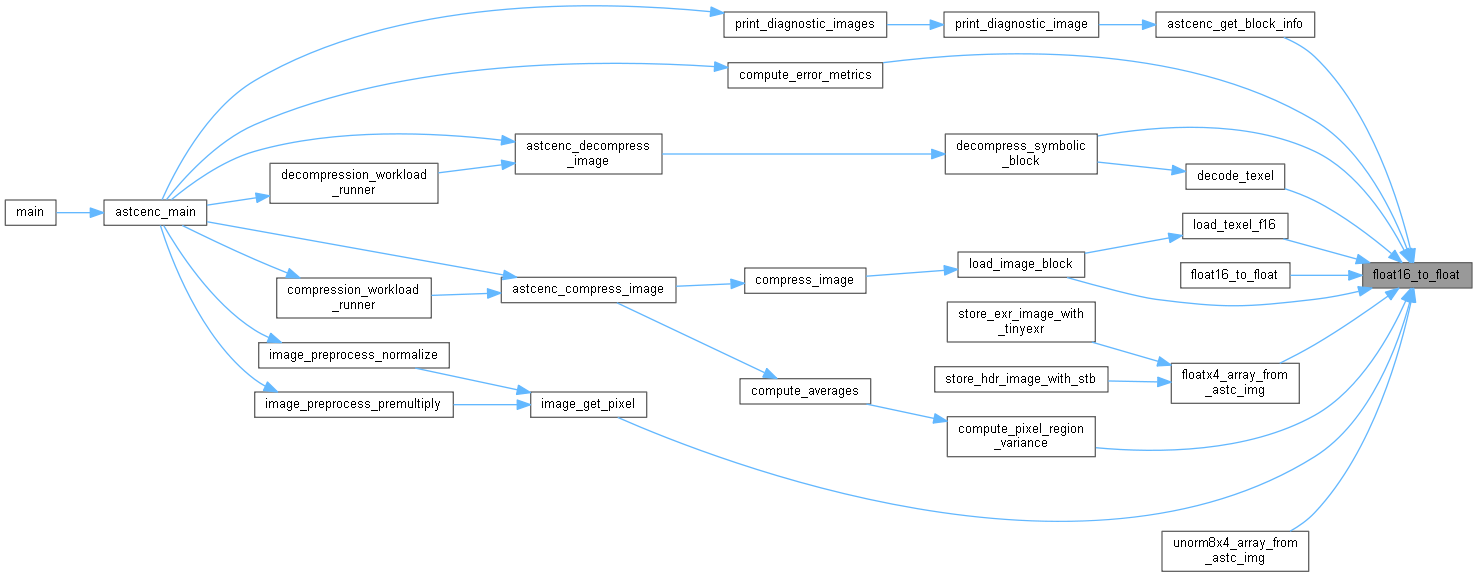 print_diagnostic_images
print_diagnostic_image
astcenc_get_block_info
compute_error_metrics
astcenc_decompress
_image
decompress_symbolic
_block
decompression_workload
_runner
decode_texel
main
astcenc_main
load_texel_f16
float16_to_float
float16_to_float
load_image_block
compress_image
astcenc_compress_image
compression_workload
_runner
store_exr_image_with
_tinyexr
image_preprocess_normalize
store_hdr_image_with_stb
floatx4_array_from
_astc_img
compute_averages
image_preprocess_premultiply
image_get_pixel
compute_pixel_region
_variance
unorm8x4_array_from
_astc_img